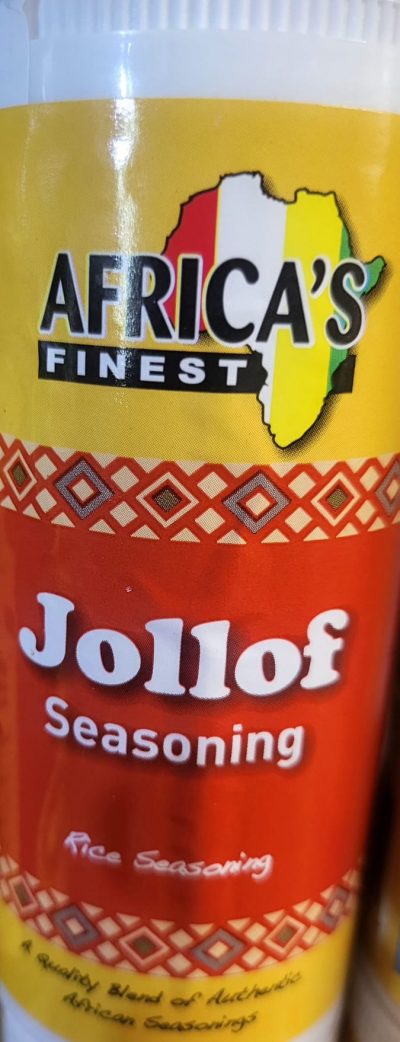 AFRICA'S
FINEST
Jollof
Seasoning
Rice Seasoning
A Quality Blend of Authentic
African Seasonings